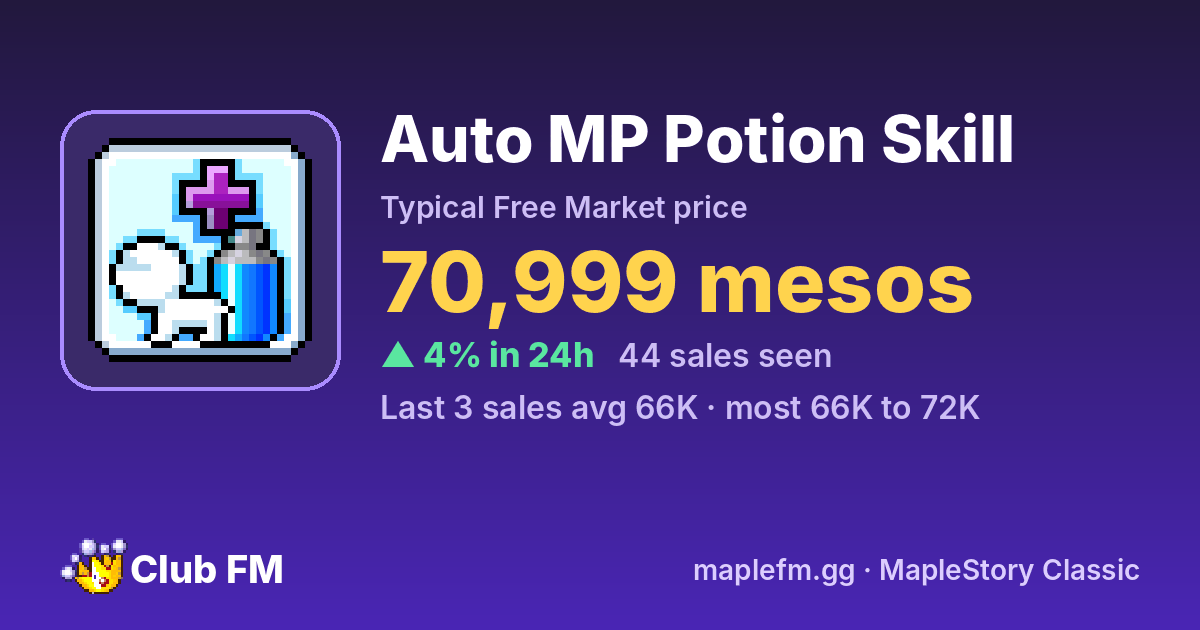 Auto MP Potion Skill
Typical Free Market price
70,999 mesos
▲ 4% in 24h 44 sales seen
Last 3 sales avg 66K · most 66K to 72K
Club FM
maplefm.gg · MapleStory Classic